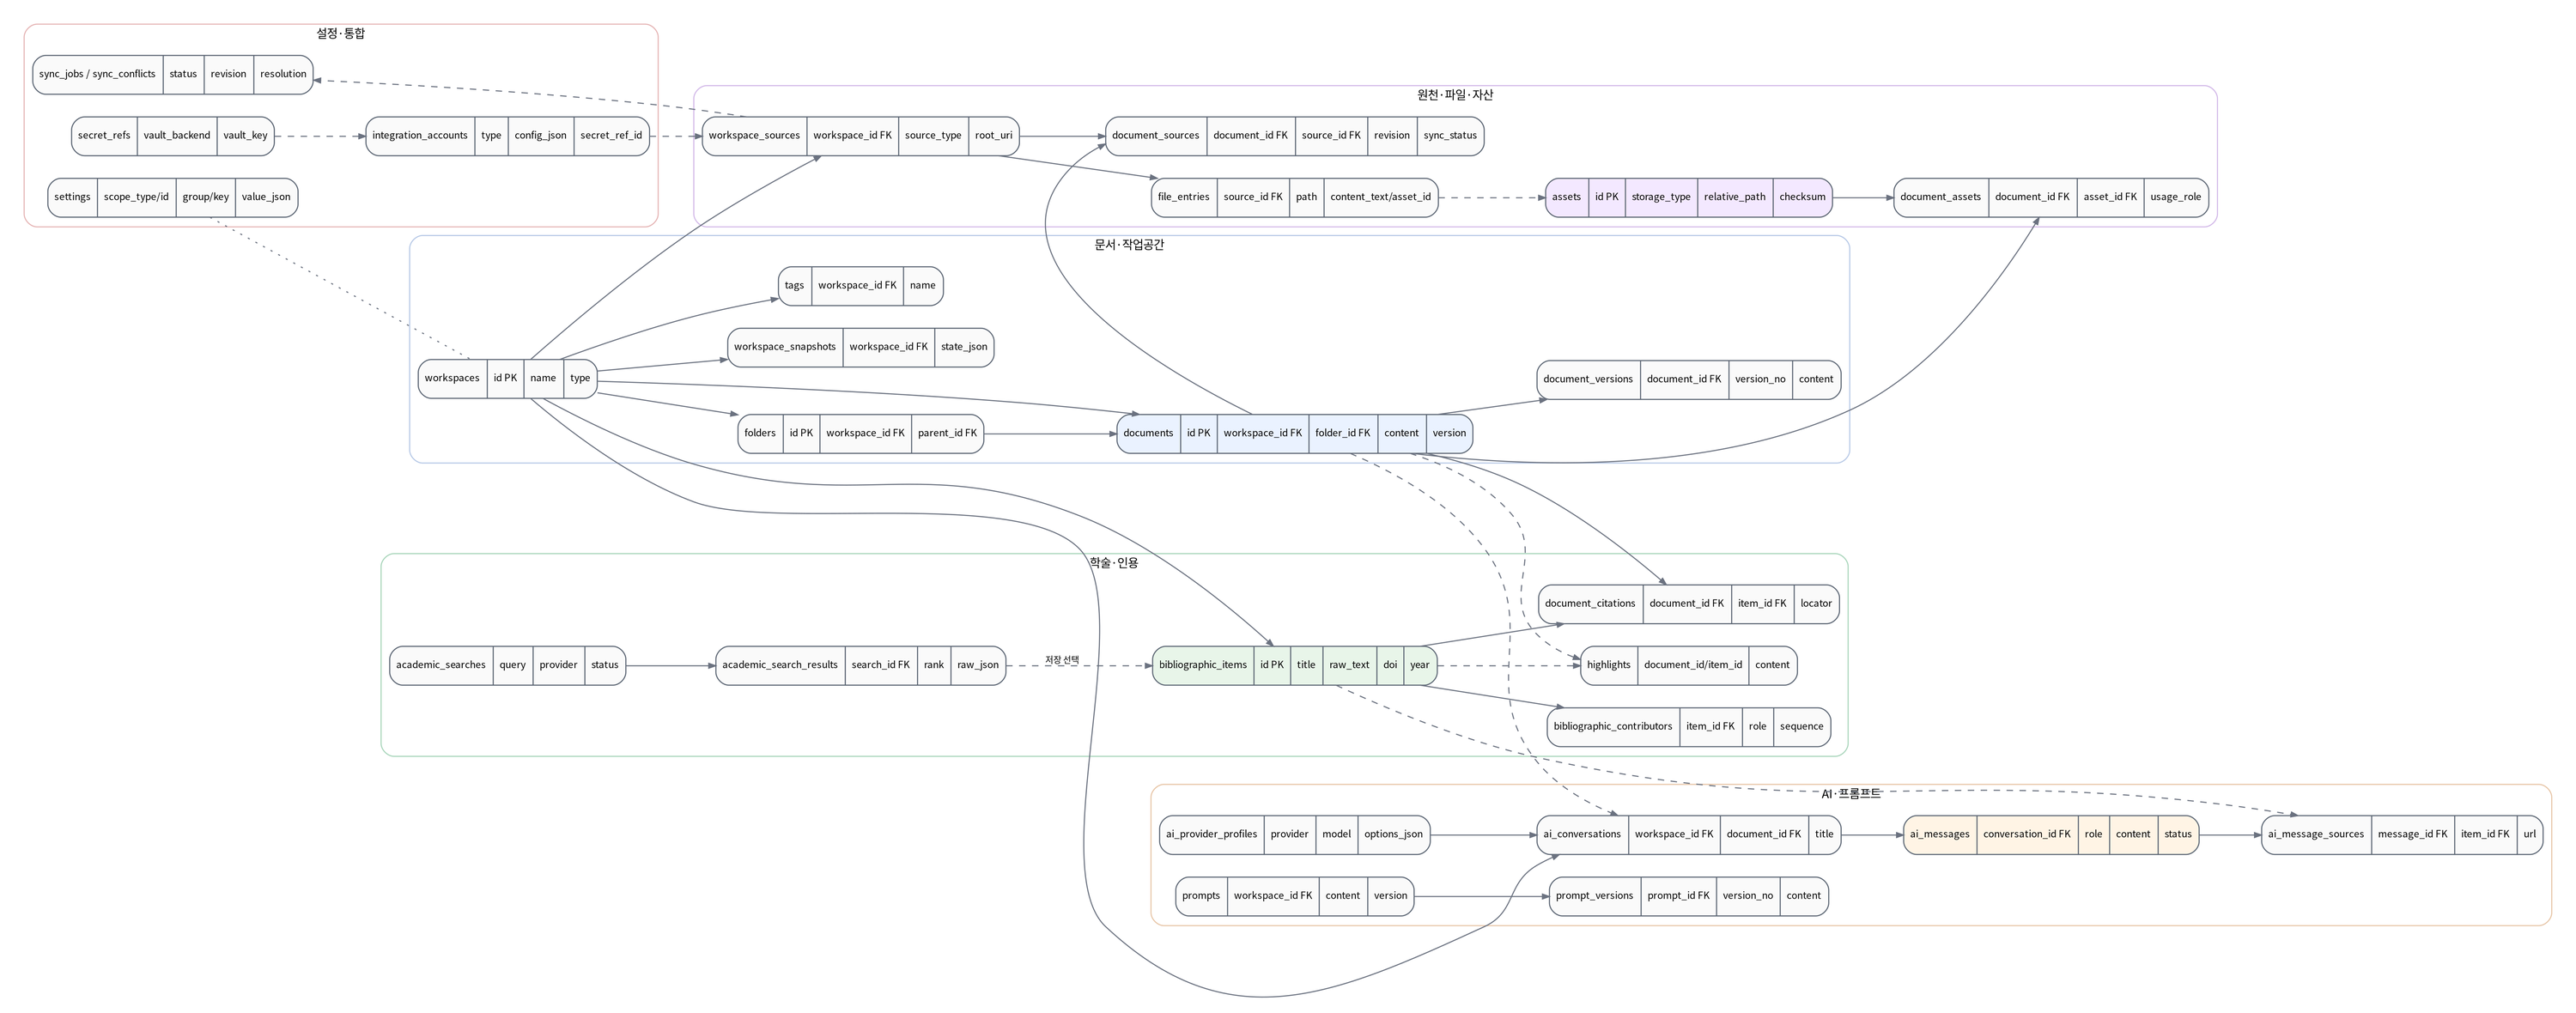 설정·통합
sync_jobs / sync_conflicts status revision resolution
secret_refs vault_backend vault_key
integration_accounts type config_json secret_ref_id
settings scope_type/id group/key value_json
원천·파일·자산
workspace_sources workspace_id FK source_type root_uri
document_sources document_id FK source_id FK revision sync_status
file_entries source_id FK path content_text/asset_id
assets id PK storage_type relative_path checksum
document_assets document_id FK asset_id FK usage_role
문서·작업공간
tags workspace_id FK name
workspace_snapshots workspace_id FK state_json
workspaces id PK name type
document_versions document_id FK version_no content
folders id PK workspace_id FK parent_id FK
documents id PK workspace_id FK folder_id FK content version
학술·인용
document_citations document_id FK item_id FK locator
academic_searches query provider status
academic_search_results search_id FK rank raw_json
저장 선택
bibliographic_items id PK title raw_text doi year
highlights document_id/item_id content
bibliographic_contributors item_id FK role sequence
AI·프롬프트
ai_provider_profiles provider model options_json
ai_conversations workspace_id FK document_id FK title
ai_messages conversation_id FK role content status
ai_message_sources message_id FK item_id FK url
prompts workspace_id FK content version
prompt_versions prompt_id FK version_no content